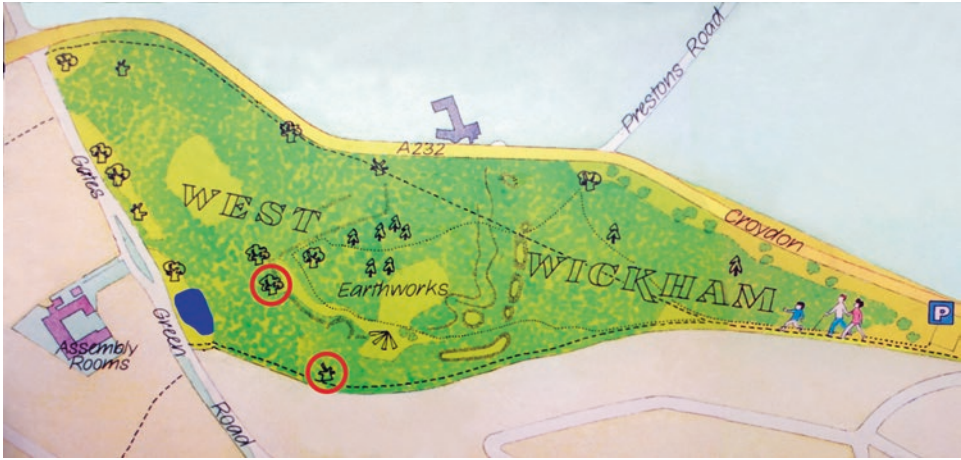 Prestons Road
A232
Gates
WEST
WICKHAM
Croydon
Earthworks
P
Assembly
Rooms
Green
Road